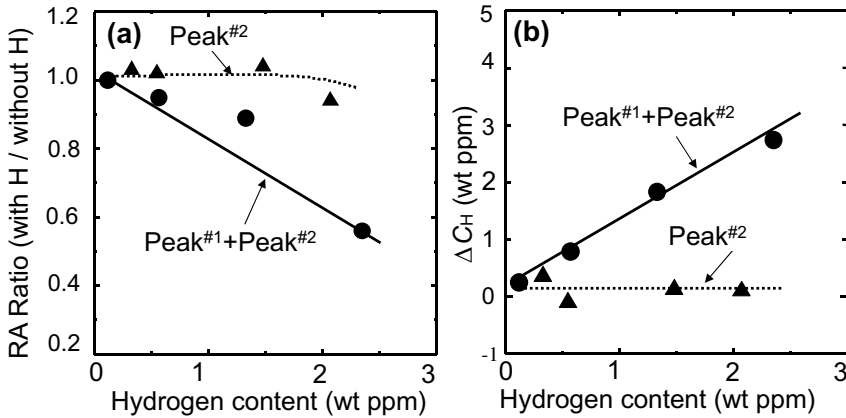 (a)
Peak#2
Peak#1+Peak#2
RA Ratio (with H / without H)
1.2
1.0
0.8
0.6
0.4
0.2
0
1
2
3
Hydrogen content (wt ppm)
(b)
Peak#1+Peak#2
Peak#2
ΔCH (wt ppm)
5
4
3
2
1
0
-1
0
1
2
3
Hydrogen content (wt ppm)